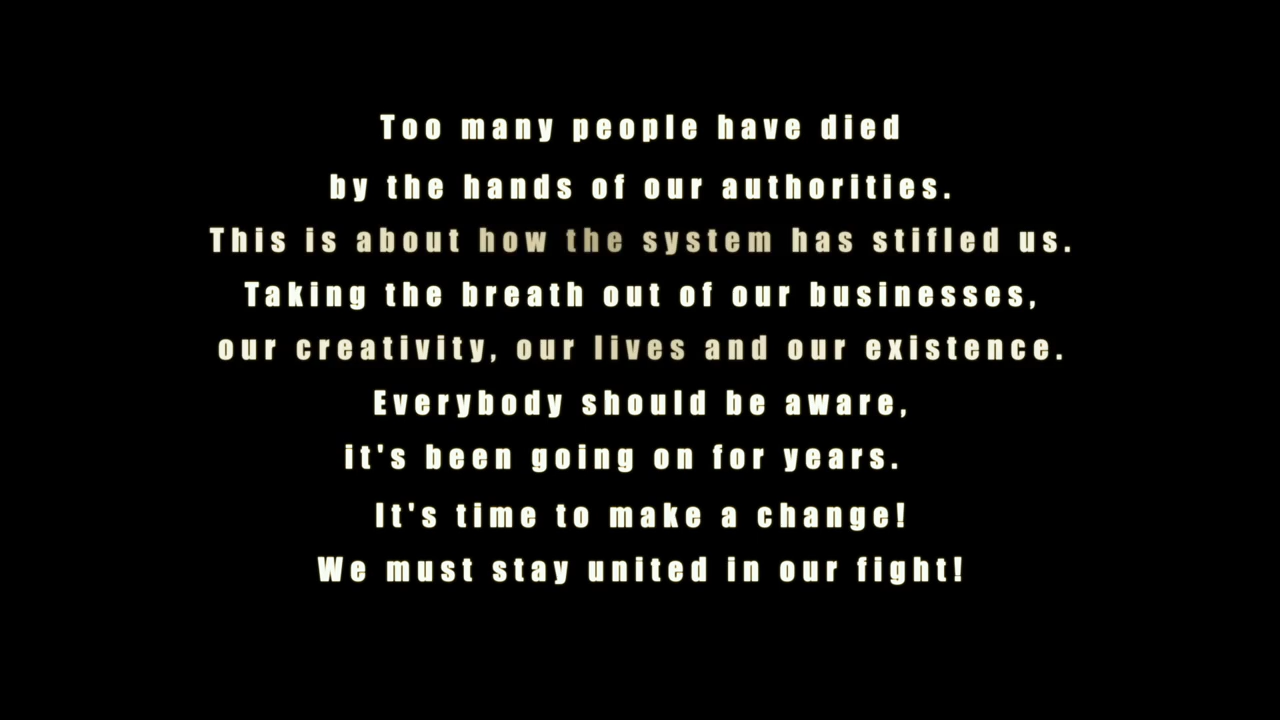 Too many people have died
by the hands of our authorities.
This is about how the system has stifled us.
Taking the breath out of our businesses,
our creativity, our lives and our existence.
Everybody should be aware,
it's been going on for years.
It's time to make a change!
We must stay united in our fight!